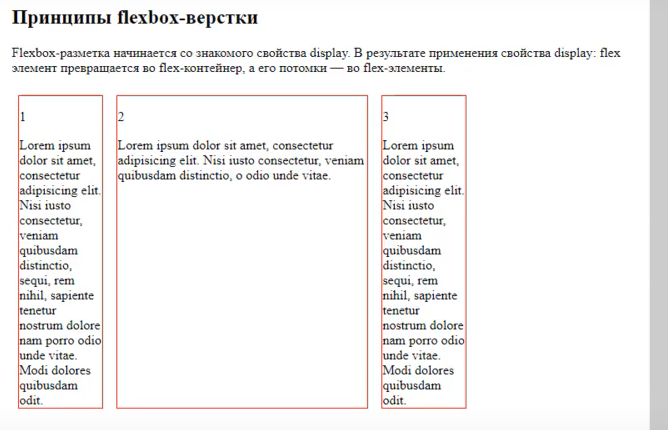 Принципы flexbox-верстки
Flexbox-разметка начинается со знакомого свойства display. В результате применения свойства display: flex
элемент превращается во flex-контейнер, а его потомки — во flex-элементы.
1
Lorem ipsum
dolor sit amet,
consectetur
adipisicing elit.
Nisi iusto
consectetur,
veniam
quibusdam
distinctio,
sequi, rem
nihil, sapiente
tenetur
nostrum dolore
nam porro odio
unde vitae.
Modi dolores
quibusdam
odit.
2
Lorem ipsum dolor sit amet, consectetur
adipisicing elit. Nisi iusto consectetur, veniam
quibusdam distinctio, o odio unde vitae.
3
Lorem ipsum
dolor sit amet,
consectetur
adipisicing elit.
Nisi iusto
consectetur,
veniam
quibusdam
distinctio,
sequi, rem
nihil, sapiente
tenetur
nostrum dolore
nam porro odio
unde vitae.
Modi dolores
quibusdam
odit.